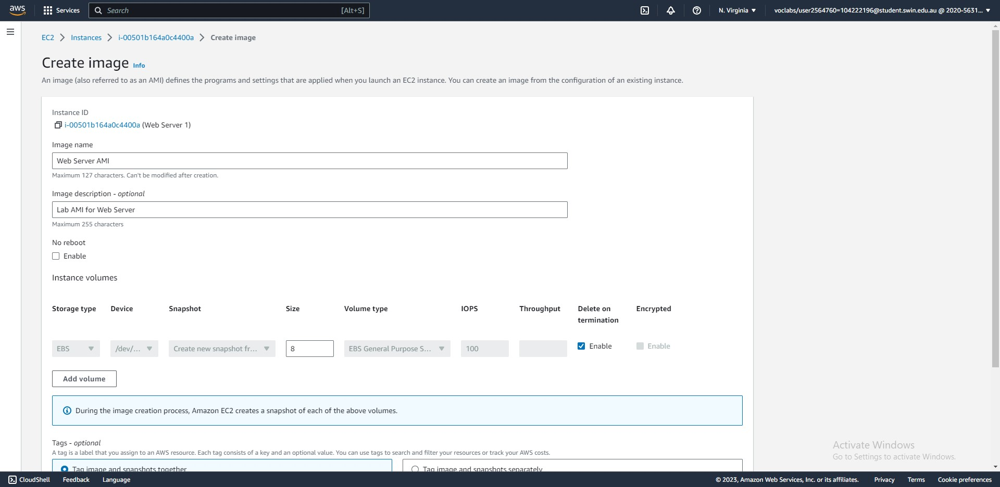 aws
Services
Search
[Alt+S]
N. Virginia
voclabs/user2564760=104222196@student.swin.edu.au @ 2020-5631...
EC2
Instances
i-00501b164a0c4400a
Create image
Create image Info
An image (also referred to as an AMI) defines the programs and settings that are applied when you launch an EC2 instance. You can create an image from the configuration of an existing instance.
Instance ID
i-00501b164a0c4400a (Web Server 1)
Image name
Web Server AMI
Maximum 127 characters. Can't be modified after creation.
Image description - optional
Lab AMI for Web Server
Maximum 255 characters
No reboot
Enable
Instance volumes
Storage type Device Snapshot Size Volume type IOPS Throughput Delete on termination Encrypted
EBS /dev/... Create new snapshot fr... 8 EBS General Purpose S... 100 Enable Enable
Add volume
During the image creation process, Amazon EC2 creates a snapshot of each of the above volumes.
Tags - optional
A tag is a label that you assign to an AWS resource. Each tag consists of a key and an optional value. You can use tags to search and filter your resources or track your AWS costs.
Tag image and snapshots together
Tag image and snapshots separately
Activate Windows
Go to Settings to activate Windows.
CloudShell Feedback Language
© 2023, Amazon Web Services, Inc. or its affiliates. Privacy Terms Cookie preferences